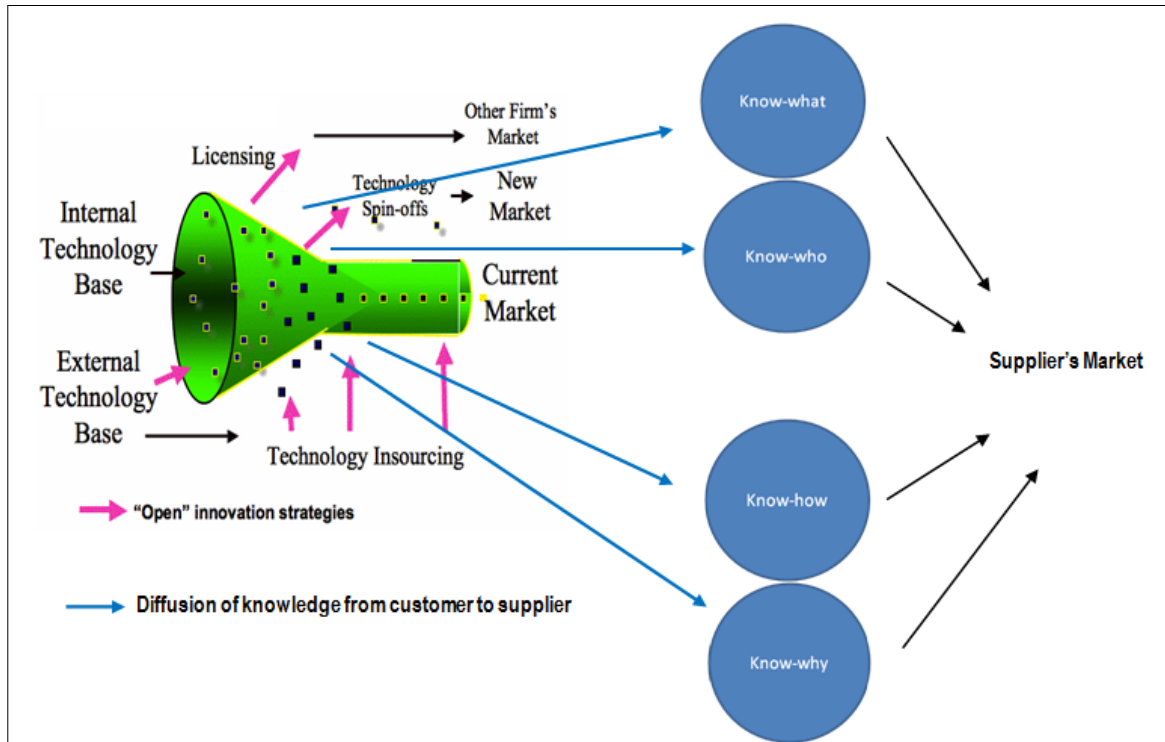 Know-what
Other Firm's
Market
Licensing
Technology
Spin-offs
New
Market
Internal
Technology
Base
Know-who
Current
Market
Supplier's Market
External
Technology
Base
Technology Insourcing
Know-how
"Open" innovation strategies
Diffusion of knowledge from customer to supplier
Know-why